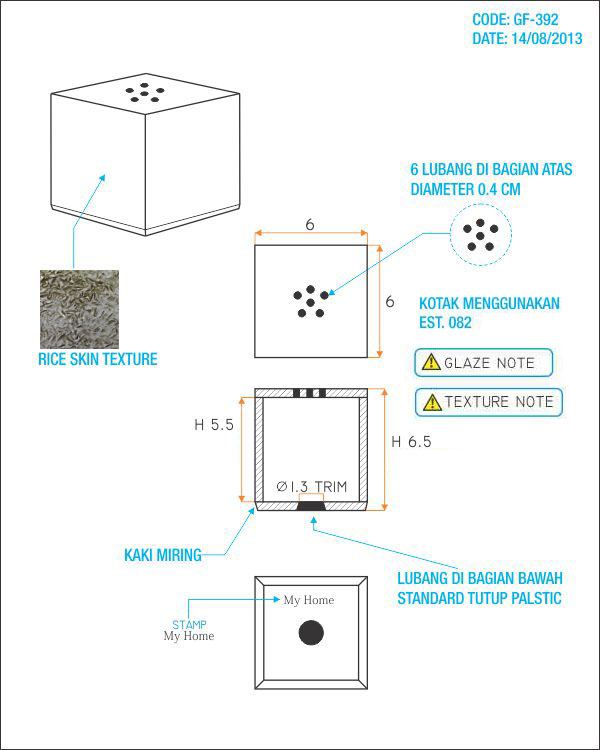 CODE: GF-392
DATE: 14/08/2013
6 LUBANG DI BAGIAN ATAS
DIAMETER 0.4 CM
6
6
KOTAK MENGGUNAKAN
EST. 082
RICE SKIN TEXTURE
GLAZE NOTE
TEXTURE NOTE
H 5.5
H 6.5
Ø1.3 TRIM
KAKI MIRING
LUBANG DI BAGIAN BAWAH
STANDARD TUTUP PALSTIC
My Home
STAMP
My Home